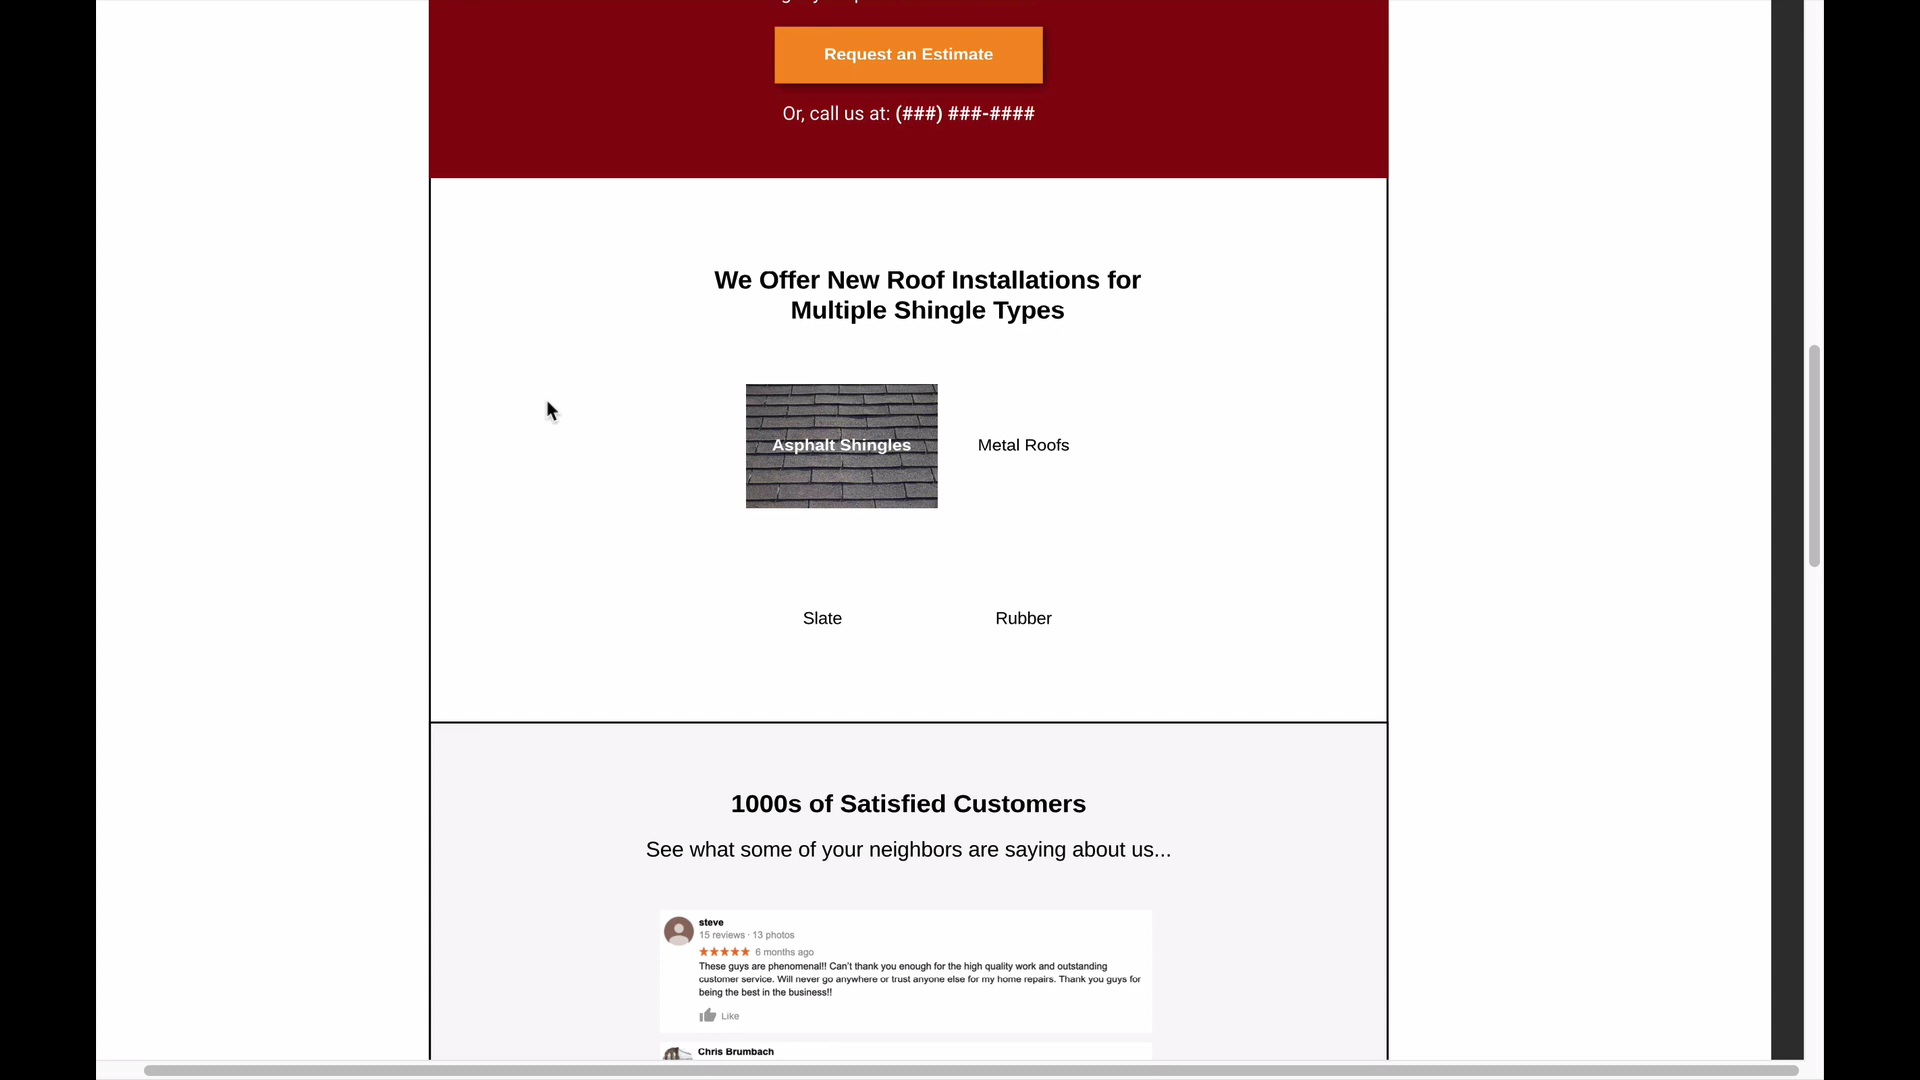 Request an Estimate
Or, call us at: (###) ###-####
We Offer New Roof Installations for
Multiple Shingle Types
Asphalt Shingles
Metal Roofs
Slate
Rubber
1000s of Satisfied Customers
See what some of your neighbors are saying about us...
steve
15 reviews · 13 photos
6 months ago
These guys are phenomenal!! Can't thank you enough for the high quality work and outstanding
customer service. Will never go anywhere or trust anyone else for my home repairs. Thank you guys for
being the best in the business!!
Like
Chris Brumbach